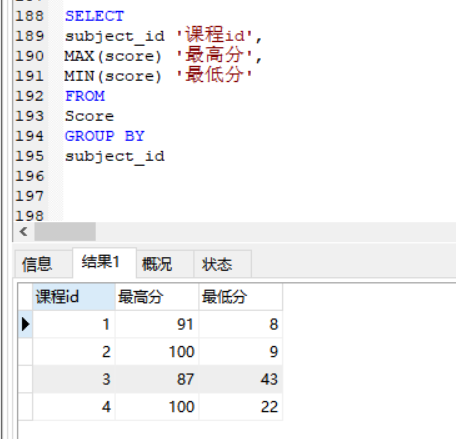 188 SELECT
189 subject_id '课程id',
190 MAX(score) '最高分',
191 MIN(score) '最低分'
192 FROM
193 Score
194 GROUP BY
195 subject_id
196
197
198
信息 结果1 概况 状态
课程id 最高分 最低分
1 91 8
2 100 9
3 87 43
4 100 22